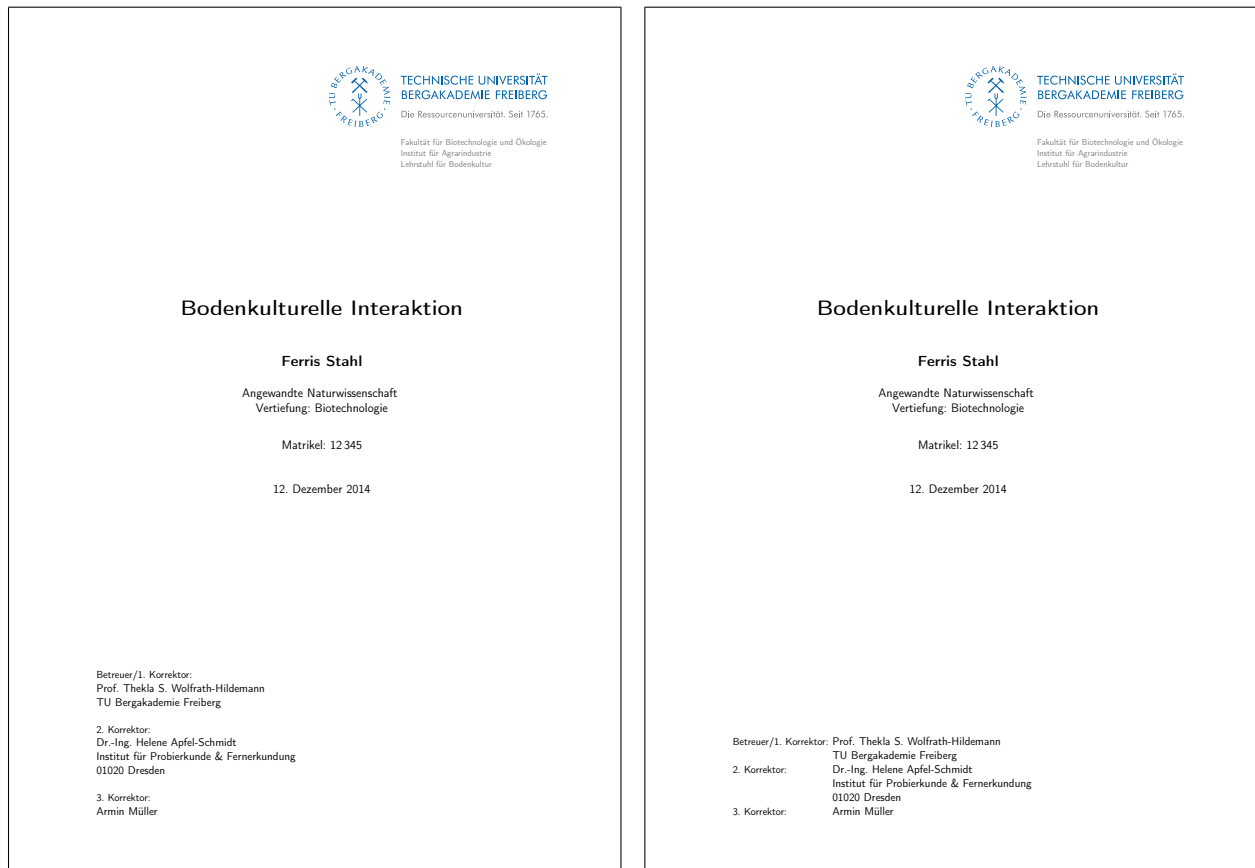 TU BERGAKADEMIE
· FREIBERG ·
TECHNISCHE UNIVERSITÄT
BERGAKADEMIE FREIBERG
Die Ressourcenuniversität. Seit 1765.
Fakultät für Biotechnologie und Ökologie
Institut für Agrarindustrie
Lehrstuhl für Bodenkultur
Bodenkulturelle Interaktion
Ferris Stahl
Angewandte Naturwissenschaft
Vertiefung: Biotechnologie
Matrikel: 12 345
12. Dezember 2014
Betreuer/1. Korrektor:
Prof. Thekla S. Wolfrath-Hildemann
TU Bergakademie Freiberg
2. Korrektor:
Dr.-Ing. Helene Apfel-Schmidt
Institut für Probierkunde & Fernerkundung
01020 Dresden
3. Korrektor:
Armin Müller
TU BERGAKADEMIE
· FREIBERG ·
TECHNISCHE UNIVERSITÄT
BERGAKADEMIE FREIBERG
Die Ressourcenuniversität. Seit 1765.
Fakultät für Biotechnologie und Ökologie
Institut für Agrarindustrie
Lehrstuhl für Bodenkultur
Bodenkulturelle Interaktion
Ferris Stahl
Angewandte Naturwissenschaft
Vertiefung: Biotechnologie
Matrikel: 12 345
12. Dezember 2014
Betreuer/1. Korrektor: Prof. Thekla S. Wolfrath-Hildemann
TU Bergakademie Freiberg
2. Korrektor: Dr.-Ing. Helene Apfel-Schmidt
Institut für Probierkunde & Fernerkundung
01020 Dresden
3. Korrektor: Armin Müller